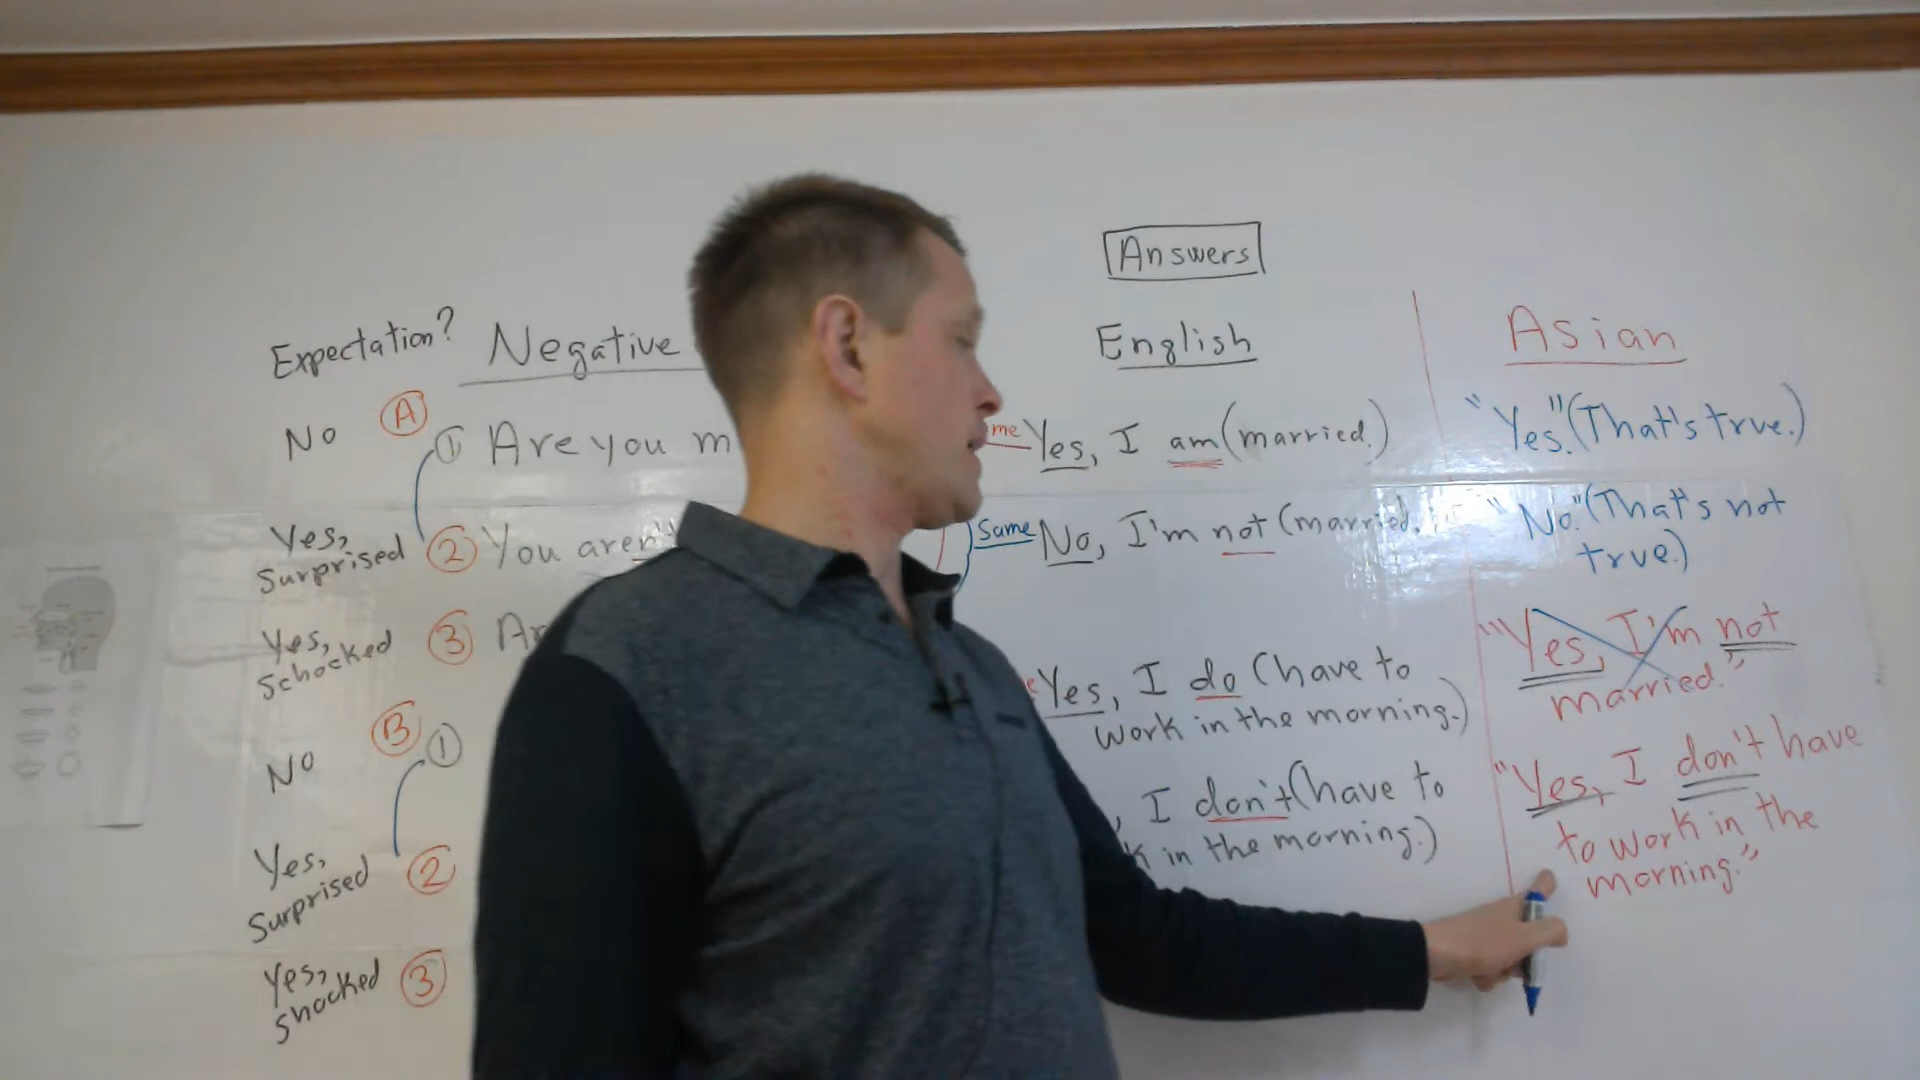 Answers
Expectation?
Negative
English
Asian
No
A
1 Are you m
me Yes, I am (married.)
"Yes." (That's true.)
Yes,
Surprised
2 You aren't
Same No, I'm not (married.
"No." (That's not
true.)
Yes,
schocked
3 Ar
Yes, I do (have to
work in the morning.)
"Yes, I'm not
married."
No
B
1
, I don't (have to
k in the morning.)
"Yes, I don't have
to work in the
morning."
Yes,
Surprised
2
Yes,
shocked
3